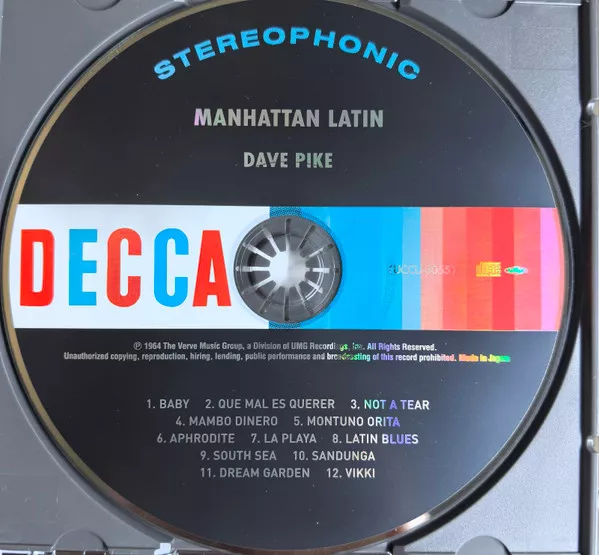 STEREOPHONIC
MANHATTAN LATIN
DAVE PIKE
DECCA
℗ 1964 The Verve Music Group, a Division of UMG Recordings, Inc. All Rights Reserved.
Unauthorized copying, reproduction, hiring, lending, public performance and broadcasting of this record prohibited. Made in Japan
1. BABY 2. QUE MAL ES QUERER 3. NOT A TEAR
4. MAMBO DINERO 5. MONTUNO ORITA
6. APHRODITE 7. LA PLAYA 8. LATIN BLUES
9. SOUTH SEA 10. SANDUNGA
11. DREAM GARDEN 12. VIKKI